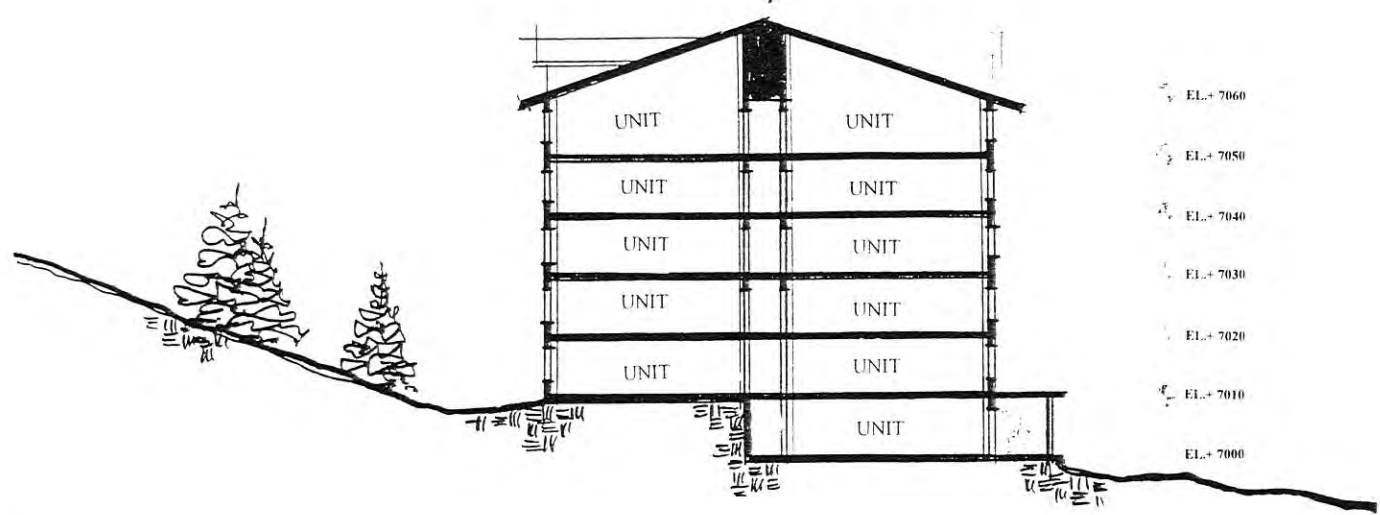 UNIT UNIT EL.+ 7060
UNIT UNIT EL.+ 7050
UNIT UNIT EL.+ 7040
UNIT UNIT EL.+ 7030
UNIT UNIT EL.+ 7020
UNIT EL.+ 7010
EL.+ 7000